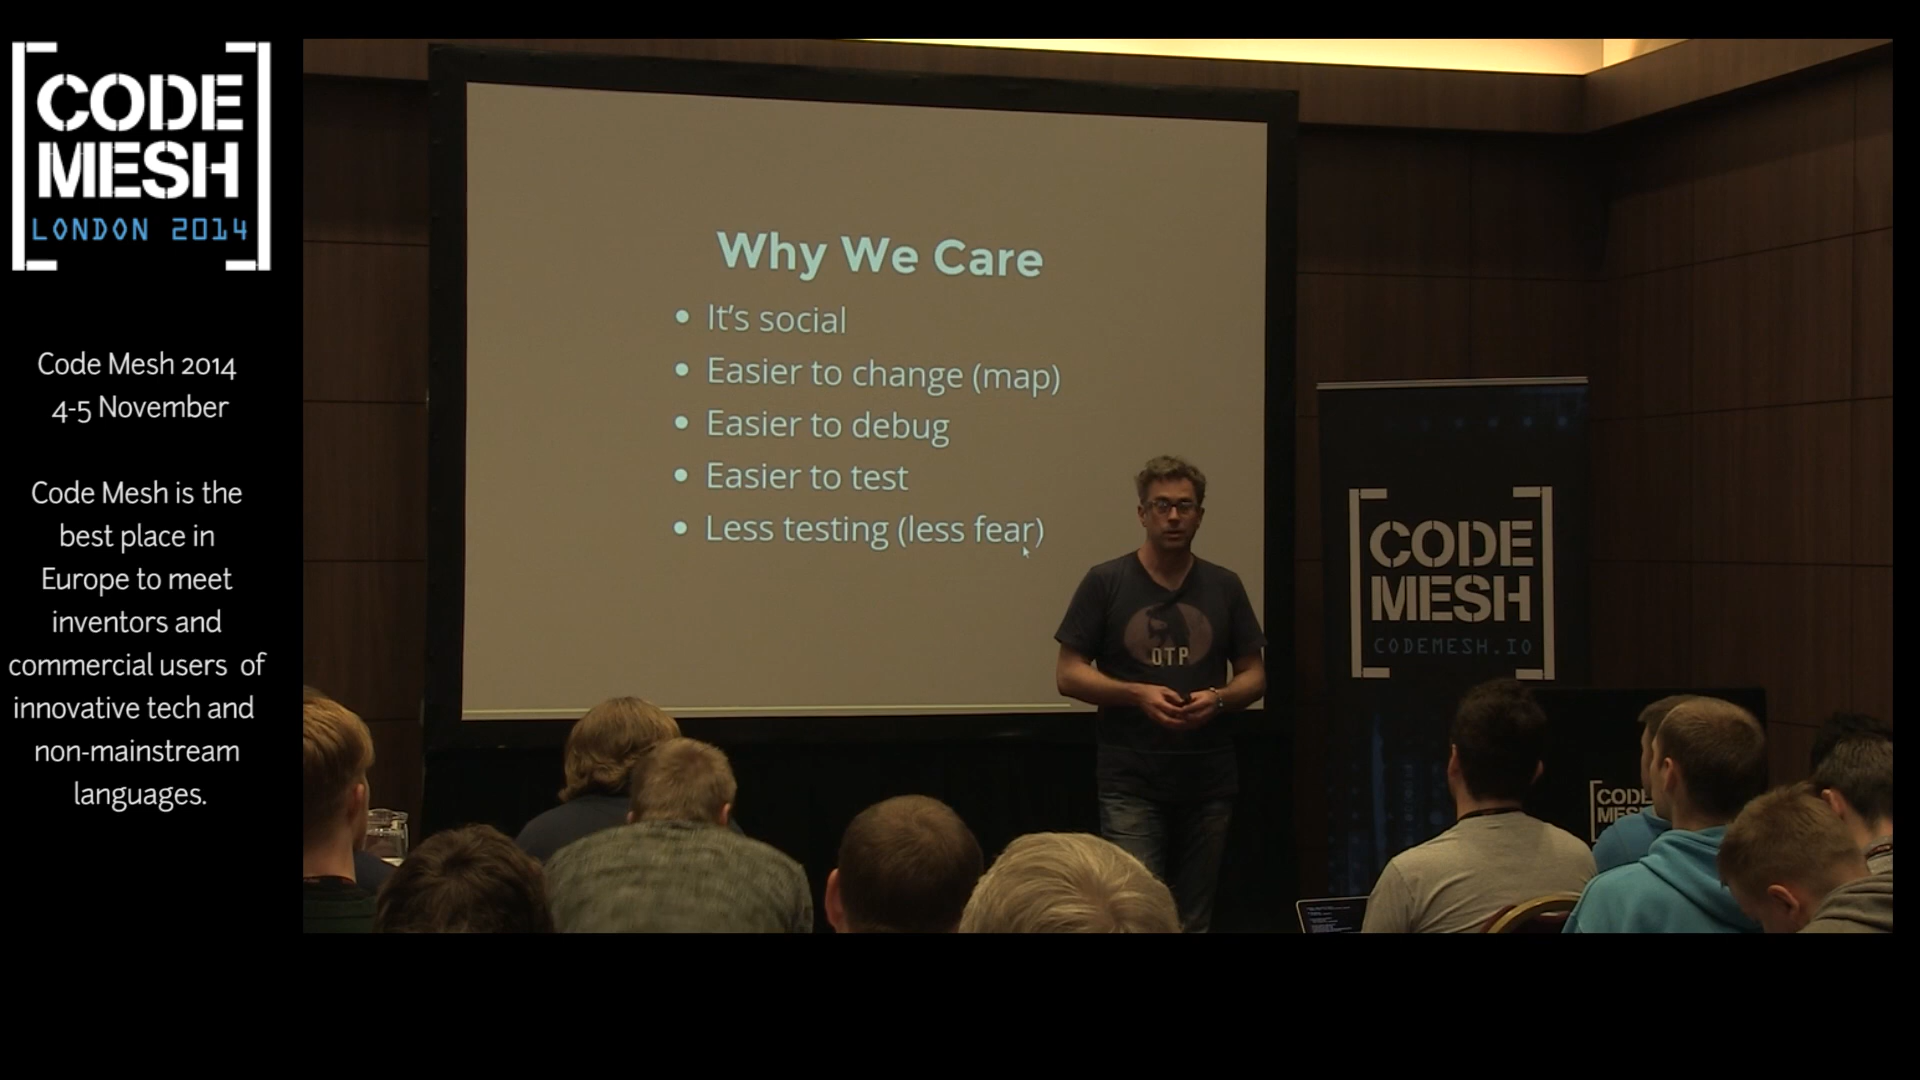 CODE
MESH
LONDON 2014
Code Mesh 2014
4-5 November
Code Mesh is the
best place in
Europe to meet
inventors and
commercial users of
innovative tech and
non-mainstream
languages.
Why We Care
• It's social
• Easier to change (map)
• Easier to debug
• Easier to test
• Less testing (less fear)
OTP
CODE
MESH
CODEMESH.IO
CODE
MES